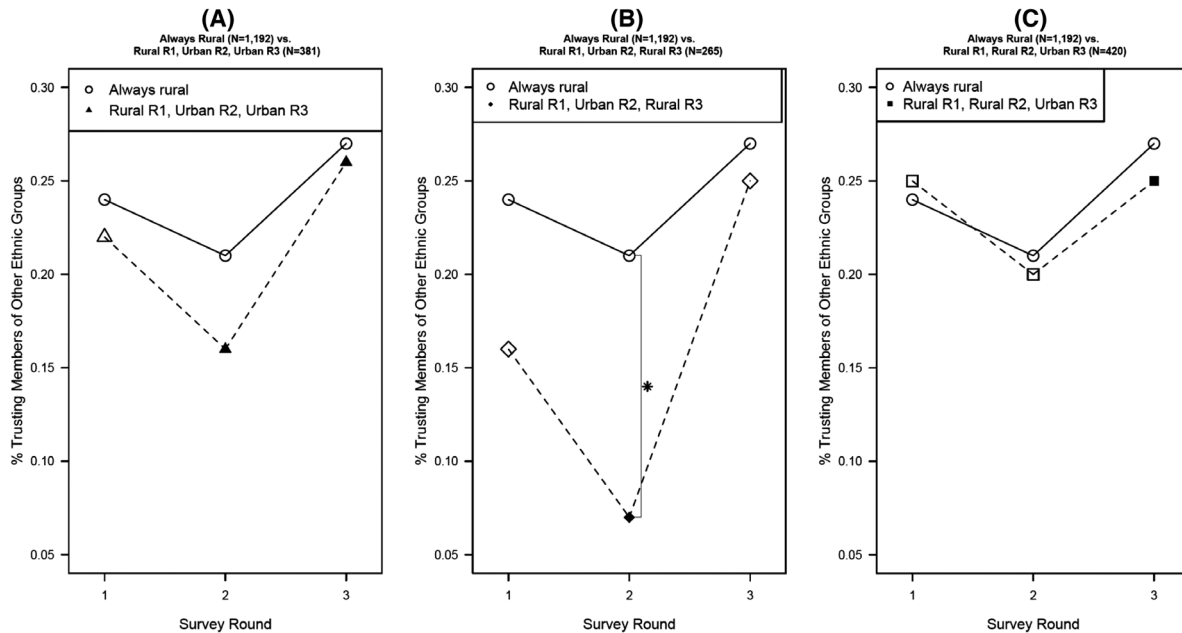 (A)
Always Rural (N=1,192) vs.
Rural R1, Urban R2, Urban R3 (N=381)
Always rural
Rural R1, Urban R2, Urban R3
% Trusting Members of Other Ethnic Groups
0.30
0.25
0.20
0.15
0.10
0.05
1 2 3
Survey Round
(B)
Always Rural (N=1,192) vs.
Rural R1, Urban R2, Rural R3 (N=265)
Always rural
Rural R1, Urban R2, Rural R3
% Trusting Members of Other Ethnic Groups
0.30
0.25
0.20
0.15
0.10
0.05
*
1 2 3
Survey Round
(C)
Always Rural (N=1,192) vs.
Rural R1, Rural R2, Urban R3 (N=420)
Always rural
Rural R1, Rural R2, Urban R3
% Trusting Members of Other Ethnic Groups
0.30
0.25
0.20
0.15
0.10
0.05
1 2 3
Survey Round